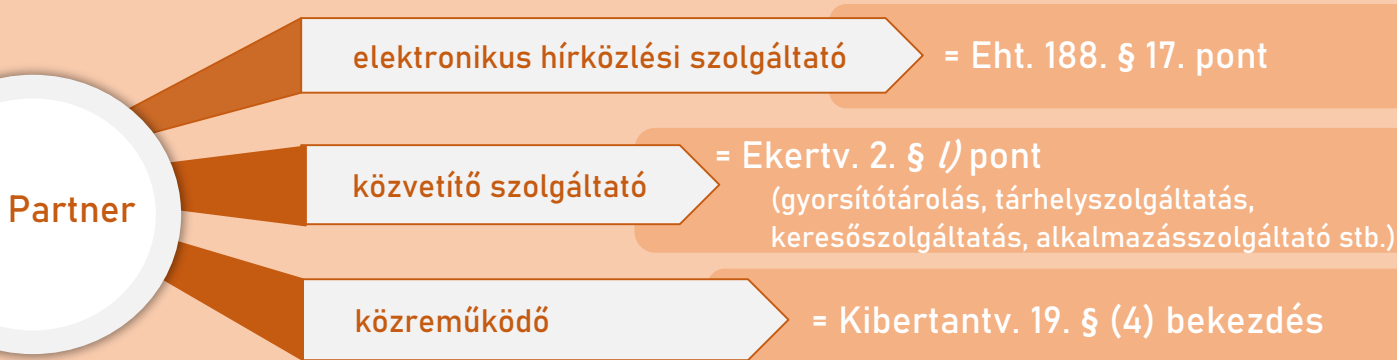 Partner
elektronikus hírközlési szolgáltató
= Eht. 188. § 17. pont
közvetítő szolgáltató
= Ekertv. 2. § l) pont
(gyorsítótárolás, tárhelyszolgáltatás,
keresőszolgáltatás, alkalmazásszolgáltató stb.)
közreműködő
= Kibertantv. 19. § (4) bekezdés